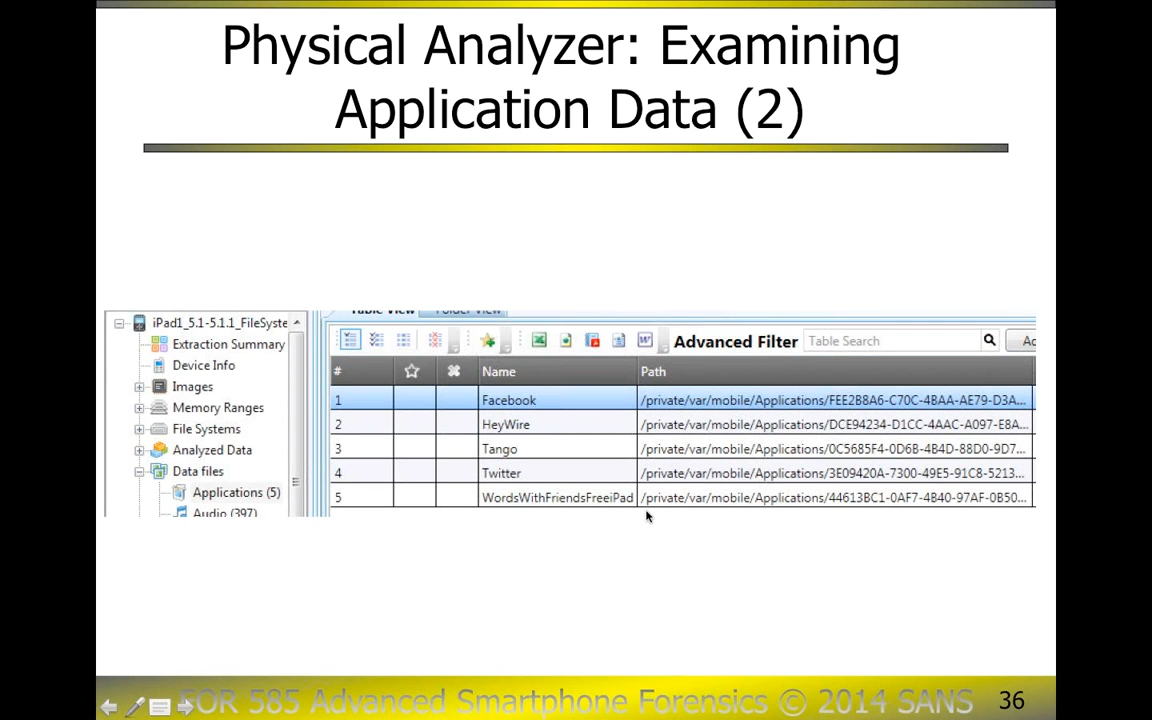 Physical Analyzer: Examining
Application Data (2)
Table View Folder View
iPad1_5.1-5.1.1_FileSyste
Extraction Summary
Device Info
Images
Memory Ranges
File Systems
Analyzed Data
Data files
Applications (5)
Audio (397)
Advanced Filter Table Search
# Name Path
1 Facebook /private/var/mobile/Applications/FEE2B8A6-C70C-4BAA-AE79-D3A...
2 HeyWire /private/var/mobile/Applications/DCE94234-D1CC-4AAC-A097-E8A...
3 Tango /private/var/mobile/Applications/0C5685F4-0D6B-4B4D-88D0-9D7...
4 Twitter /private/var/mobile/Applications/3E09420A-7300-49E5-91C8-5213...
5 WordsWithFriendsFreeiPad /private/var/mobile/Applications/44613BC1-0AF7-4B40-97AF-0B50...
FOR 585 Advanced Smartphone Forensics © 2014 SANS 36